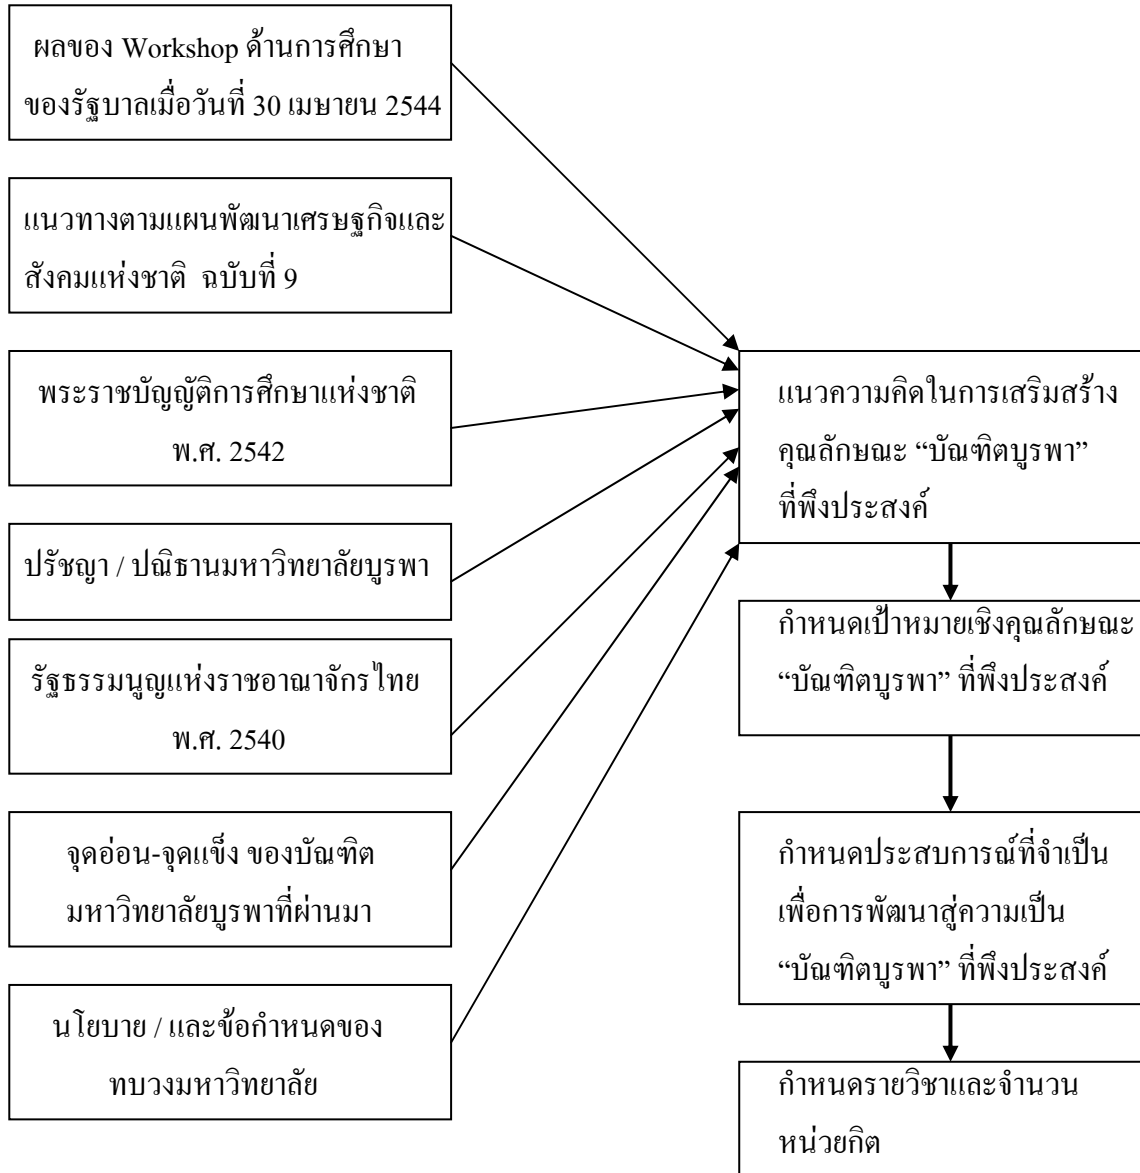 ผลของ Workshop ด้านการศึกษา
ของรัฐบาลเมื่อวันที่ 30 เมษายน 2544
แนวทางตามแผนพัฒนาเศรษฐกิจและ
สังคมแห่งชาติ ฉบับที่ 9
พระราชบัญญัติการศึกษาแห่งชาติ
พ.ศ. 2542
ปรัชญา / ปณิธานมหาวิทยาลัยบูรพา
รัฐธรรมนูญแห่งราชอาณาจักรไทย
พ.ศ. 2540
จุดอ่อน-จุดแข็ง ของบัณฑิต
มหาวิทยาลัยบูรพาที่ผ่านมา
นโยบาย / และข้อกำหนดของ
ทบวงมหาวิทยาลัย
แนวความคิดในการเสริมสร้าง
คุณลักษณะ “บัณฑิตบูรพา”
ที่พึงประสงค์
กำหนดเป้าหมายเชิงคุณลักษณะ
“บัณฑิตบูรพา” ที่พึงประสงค์
กำหนดประสบการณ์ที่จำเป็น
เพื่อการพัฒนาสู่ความเป็น
“บัณฑิตบูรพา” ที่พึงประสงค์
กำหนดรายวิชาและจำนวน
หน่วยกิต